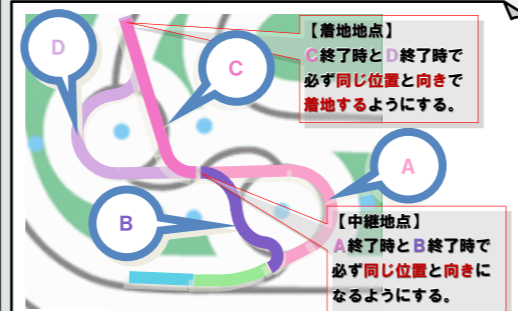 D
C
【着地地点】
C終了時とD終了時で
必ず同じ位置と向きで
着地するようにする。
A
B
【中継地点】
A終了時とB終了時で
必ず同じ位置と向きに
なるようにする。